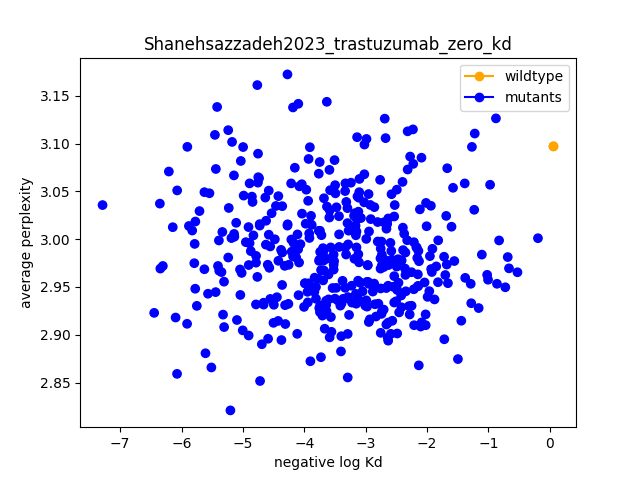 Shanehsazzadeh2023_trastuzumab_zero_kd
wildtype
mutants
3.15
3.10
3.05
3.00
2.95
2.90
2.85
average perplexity
−7 −6 −5 −4 −3 −2 −1 0
negative log Kd